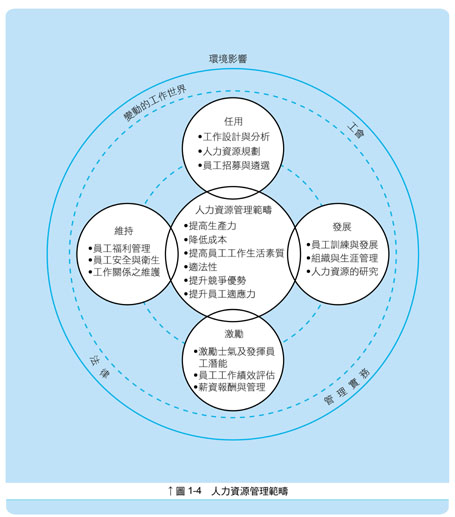 環境影響
變動的工作世界
工會
任用
•工作設計與分析
•人力資源規劃
•員工招募與遴選
人力資源管理範疇
•提高生產力
•降低成本
•提高員工工作生活素質
•適法性
•提升競爭優勢
•提升員工適應力
維持
•員工福利管理
•員工安全與衛生
•工作關係之維護
發展
•員工訓練與發展
•組織與生涯管理
•人力資源的研究
激勵
•激勵士氣及發揮員
工潛能
•員工工作績效評估
•薪資報酬與管理
法律
管理實務
↑圖 1-4 人力資源管理範疇